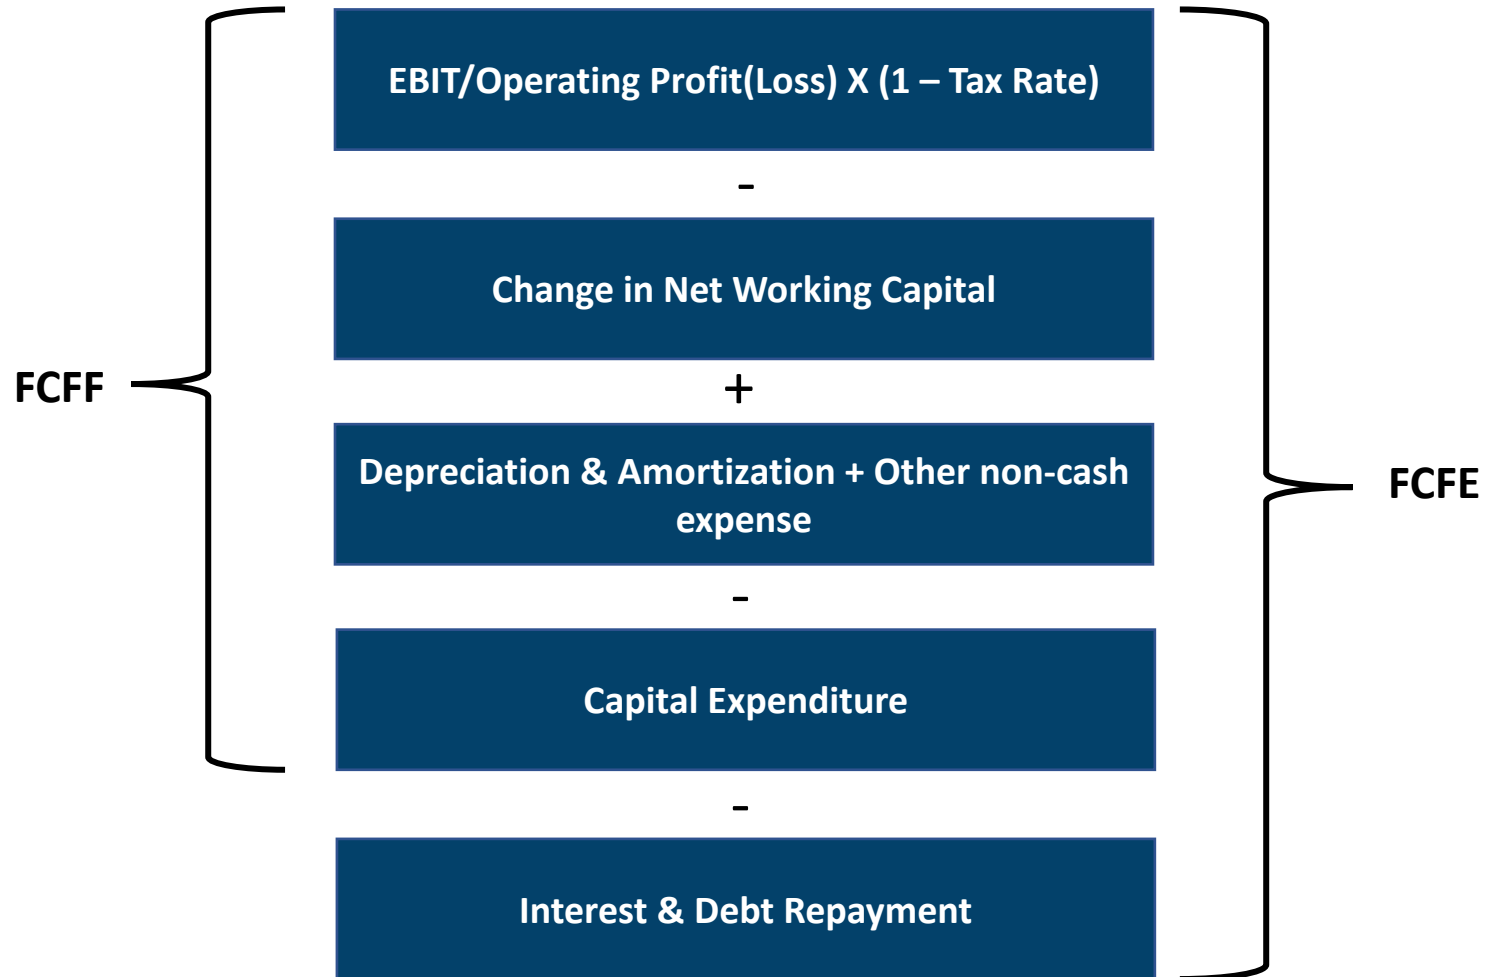 EBIT/Operating Profit(Loss) X (1 – Tax Rate)
-
Change in Net Working Capital
FCFF
+
Depreciation & Amortization + Other non-cash
expense
FCFE
-
Capital Expenditure
-
Interest & Debt Repayment